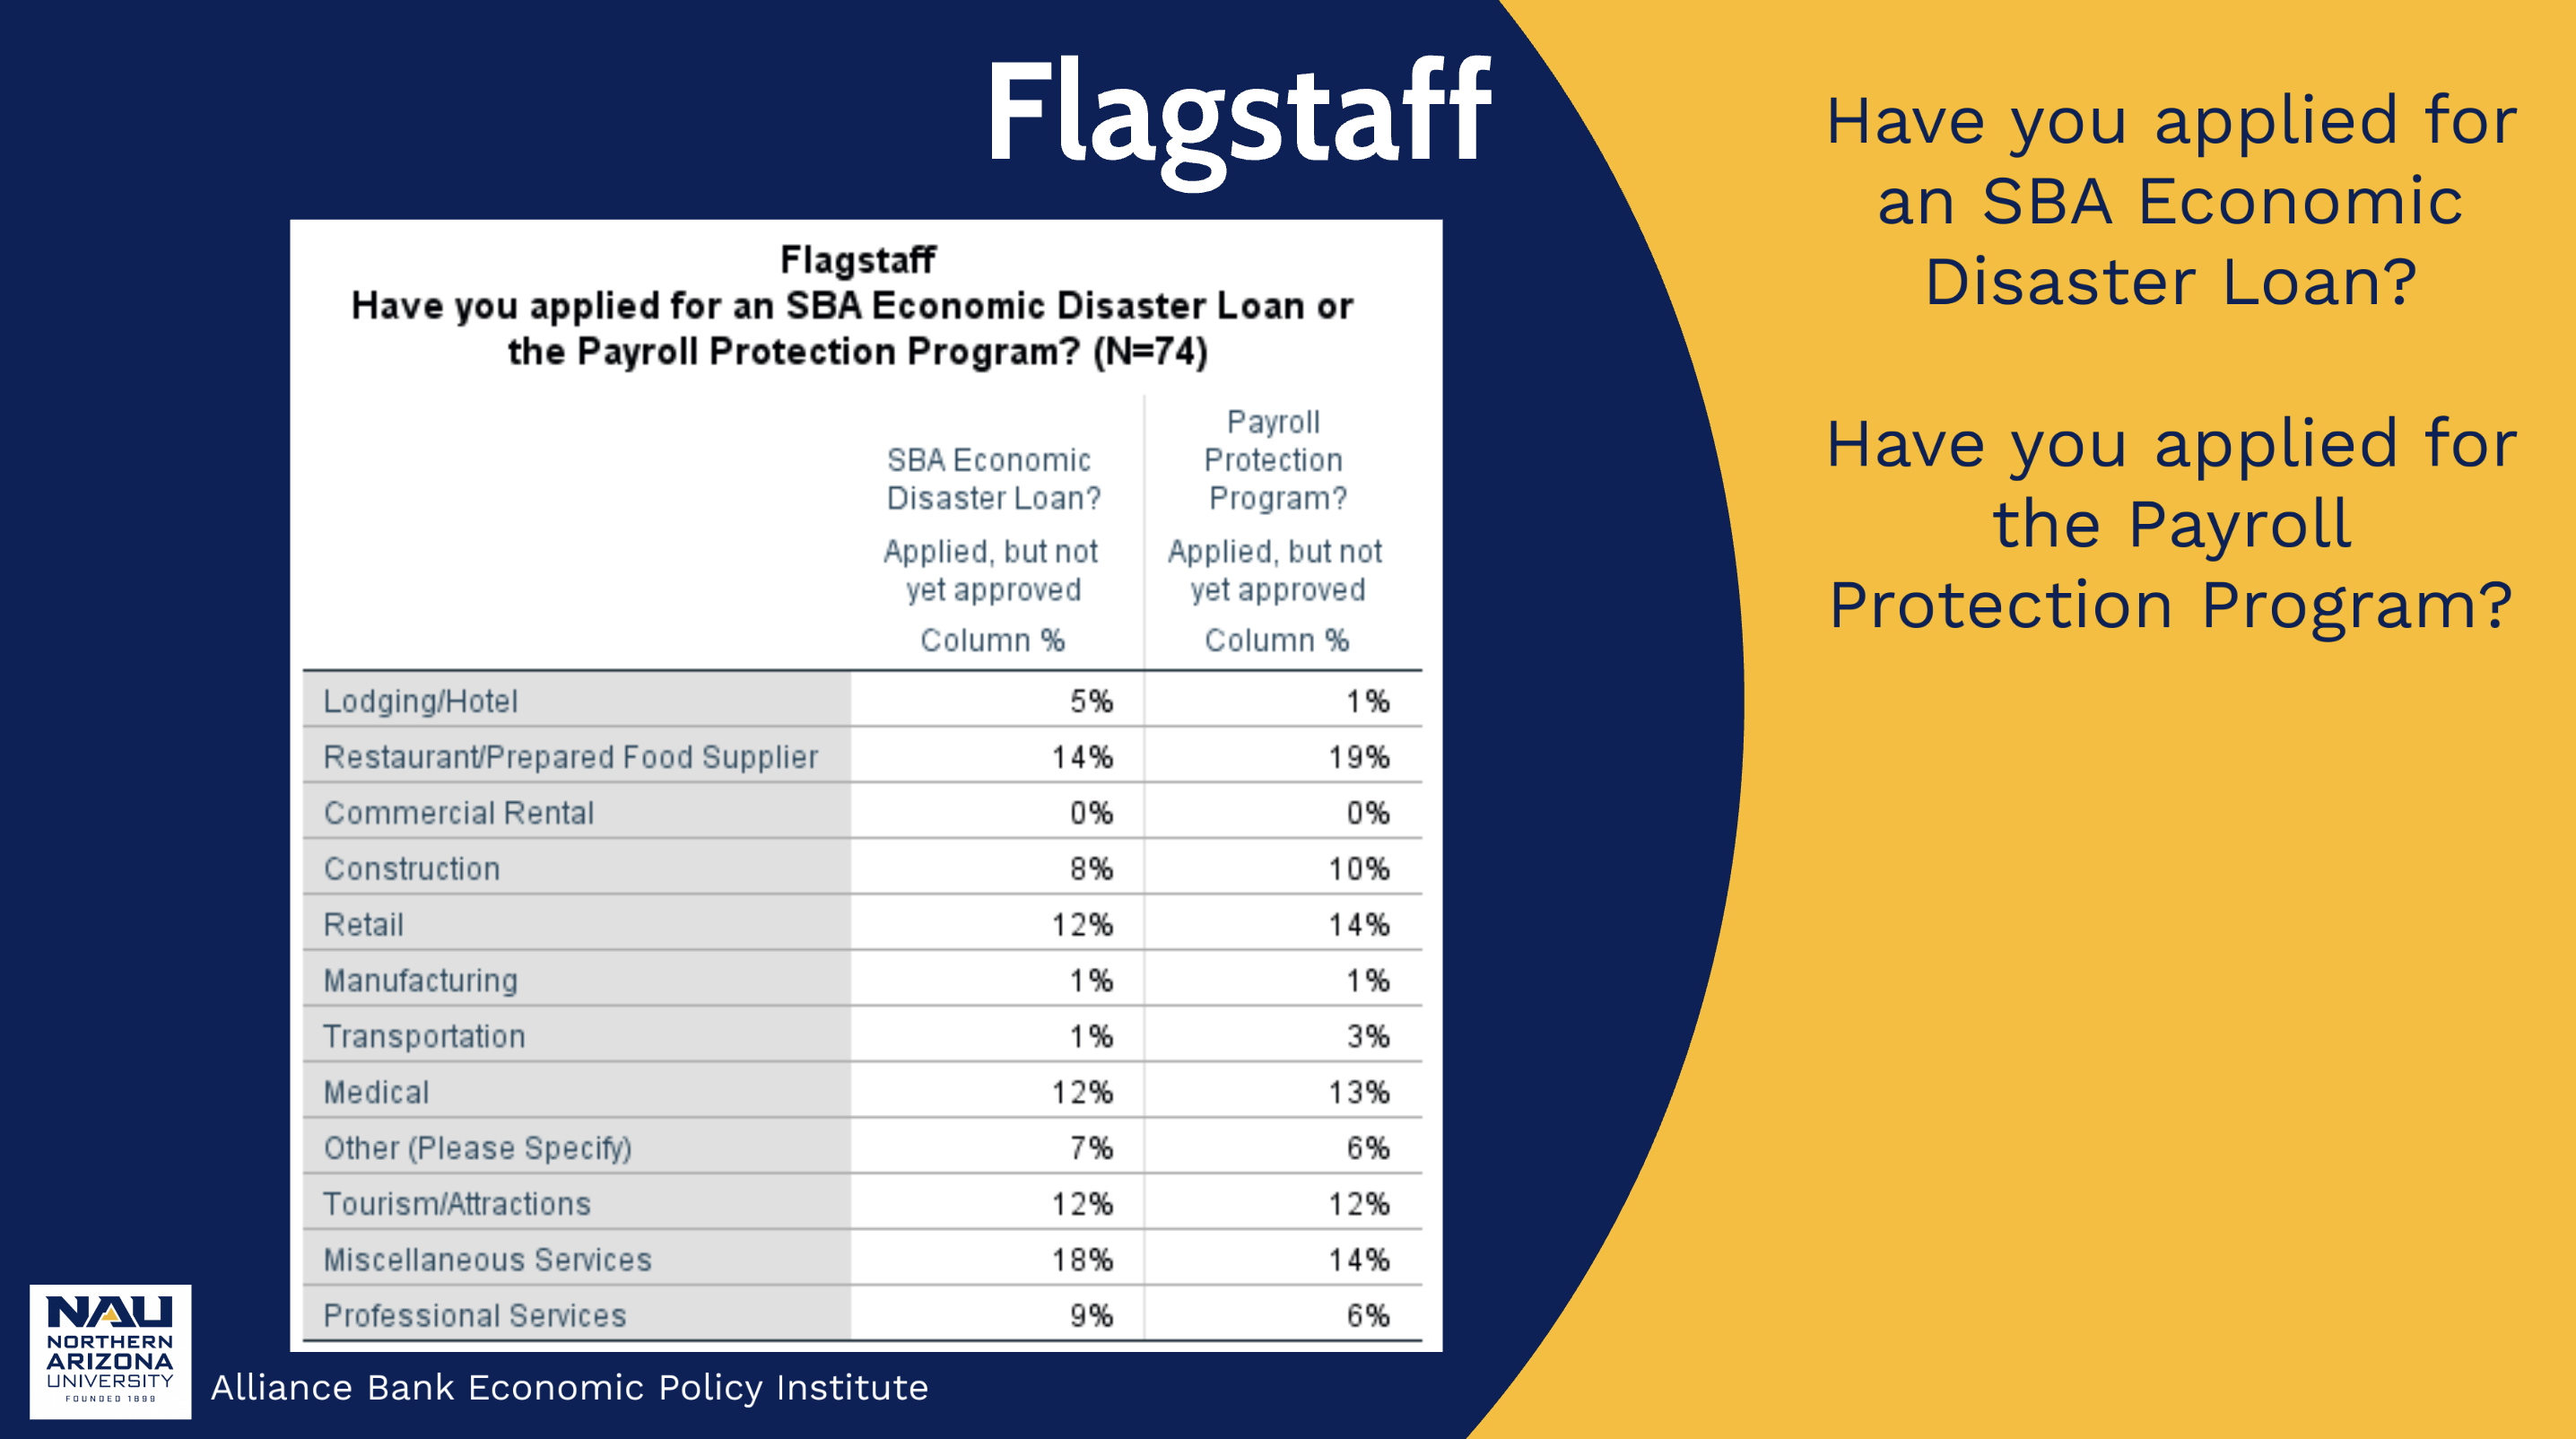 Flagstaff
Have you applied for
an SBA Economic
Disaster Loan?
Have you applied for
the Payroll
Protection Program?
Flagstaff
Have you applied for an SBA Economic Disaster Loan or
the Payroll Protection Program? (N=74)
SBA Economic
Disaster Loan?
Payroll
Protection
Program?
Applied, but not
yet approved
Applied, but not
yet approved
Column % Column %
Lodging/Hotel 5% 1%
Restaurant/Prepared Food Supplier 14% 19%
Commercial Rental 0% 0%
Construction 8% 10%
Retail 12% 14%
Manufacturing 1% 1%
Transportation 1% 3%
Medical 12% 13%
Other (Please Specify) 7% 6%
Tourism/Attractions 12% 12%
Miscellaneous Services 18% 14%
Professional Services 9% 6%
NAU
NORTHERN
ARIZONA
UNIVERSITY
FOUNDED 1899
Alliance Bank Economic Policy Institute